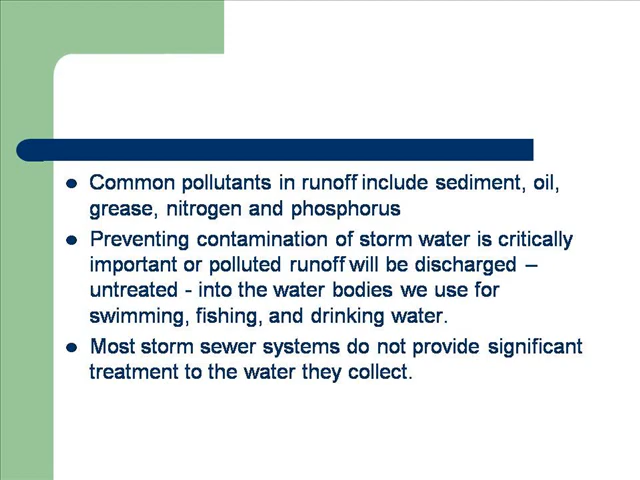 Common pollutants in runoff include sediment, oil,
grease, nitrogen and phosphorus
Preventing contamination of storm water is critically
important or polluted runoff will be discharged –
untreated - into the water bodies we use for
swimming, fishing, and drinking water.
Most storm sewer systems do not provide significant
treatment to the water they collect.